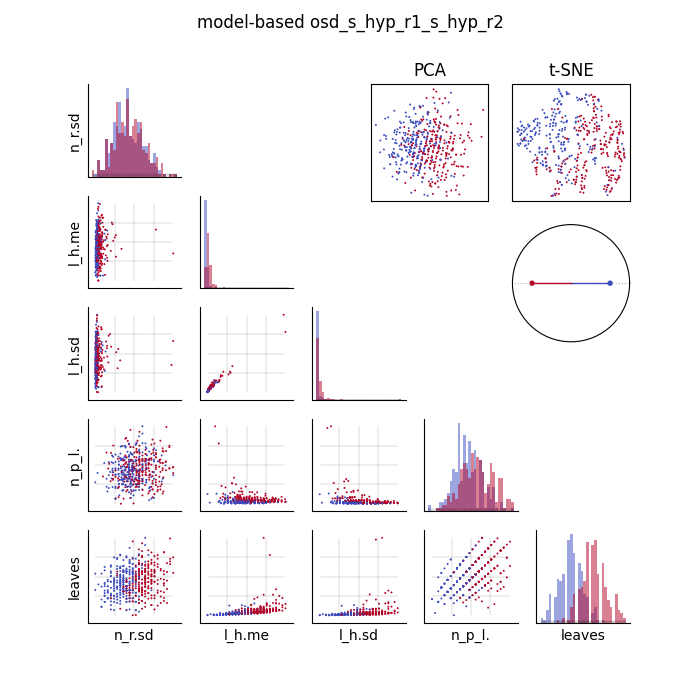 model-based osd_s_hyp_r1_s_hyp_r2
PCA
t-SNE
n_r.sd
l_h.me
l_h.sd
n_p_l.
leaves
n_r.sd
l_h.me
l_h.sd
n_p_l.
leaves